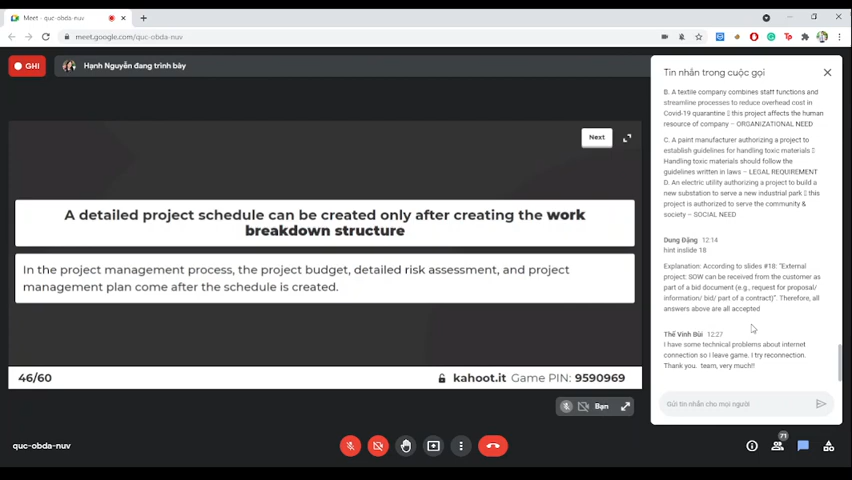 Meet - quc-obda-nuv
meet.google.com/quc-obda-nuv
GHI
Hạnh Nguyễn đang trình bày
Next
A detailed project schedule can be created only after creating the work
breakdown structure
In the project management process, the project budget, detailed risk assessment, and project
management plan come after the schedule is created.
46/60
kahoot.it Game PIN: 9590969
Bạn
quc-obda-nuv
Tin nhắn trong cuộc gọi
B. A textile company combines staff functions and
streamline processes to reduce overhead cost in
Covid-19 quarantine this project affects the human
resource of company – ORGANIZATIONAL NEED
C. A paint manufacturer authorizing a project to
establish guidelines for handling toxic materials
Handling toxic materials should follow the
guidelines written in laws – LEGAL REQUIREMENT
D. An electric utility authorizing a project to build a
new substation to serve a new industrial park this
project is authorized to serve the community &
society – SOCIAL NEED
Dung Đặng 12:14
hint inslide 18
Explanation: According to slides #18: "External
project: SOW can be received from the customer as
part of a bid document (e.g., request for proposal/
information/ bid/ part of a contract)". Therefore, all
answers above are all accepted
Thế Vinh Bùi 12:27
I have some technical problems about internet
connection so I leave game. I try reconnection.
Thank you. team, very much!!
Gửi tin nhắn cho mọi người
71